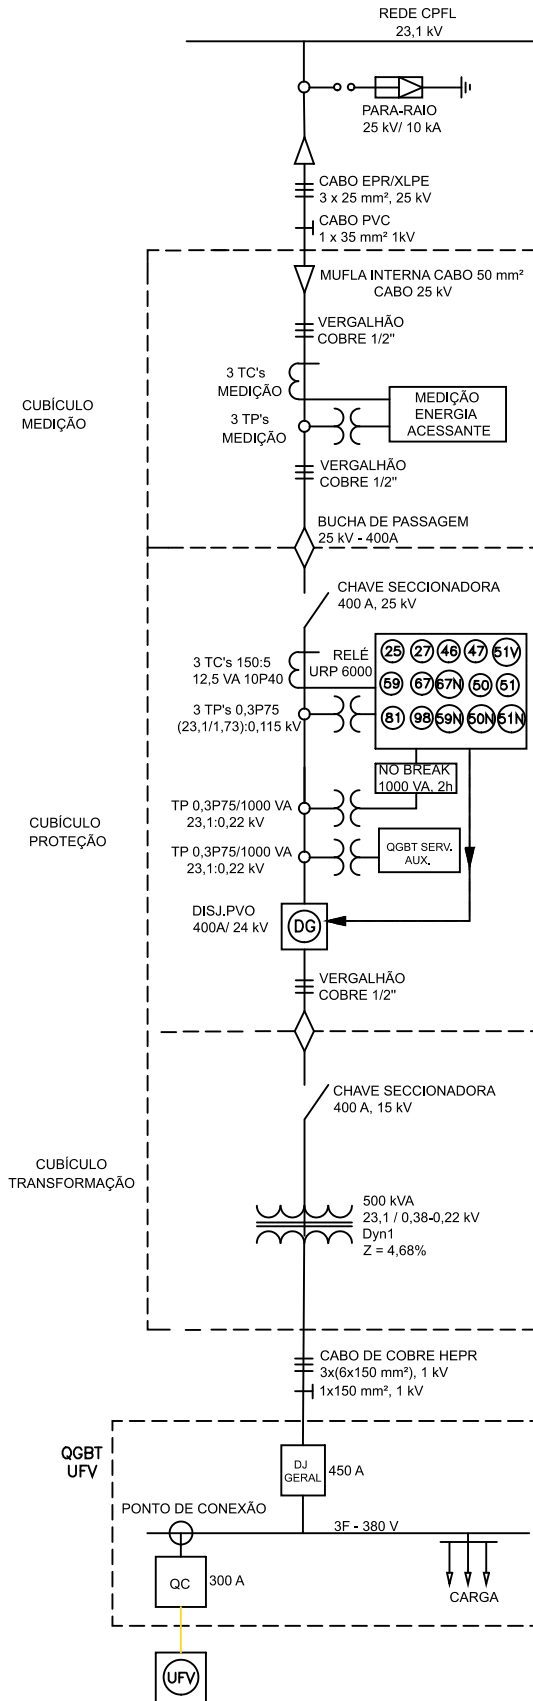 REDE CPFL
23,1 kV
PARA-RAIO
25 kV/ 10 kA
CABO EPR/XLPE
3 x 25 mm², 25 kV
CABO PVC
1 x 35 mm² 1kV
MUFLA INTERNA CABO 50 mm²
CABO 25 kV
VERGALHÃO
COBRE 1/2"
3 TC's
MEDIÇÃO
CUBÍCULO
MEDIÇÃO
3 TP's
MEDIÇÃO
MEDIÇÃO
ENERGIA
ACESSANTE
VERGALHÃO
COBRE 1/2"
BUCHA DE PASSAGEM
25 kV - 400A
CHAVE SECCIONADORA
400 A, 25 kV
3 TC's 150:5
12,5 VA 10P40
RELÉ
URP 6000
25 27 46 47 51V
59 67 67N 50 51
81 98 59N 50N 51N
3 TP's 0,3P75
(23,1/1,73):0,115 kV
NO BREAK
1000 VA, 2h
TP 0,3P75/1000 VA
23,1:0,22 kV
CUBÍCULO
PROTEÇÃO
TP 0,3P75/1000 VA
23,1:0,22 kV
QGBT SERV.
AUX.
DISJ.PVO
400A/ 24 kV
DG
VERGALHÃO
COBRE 1/2"
CHAVE SECCIONADORA
400 A, 15 kV
CUBÍCULO
TRANSFORMAÇÃO
500 kVA
23,1 / 0,38-0,22 kV
Dyn1
Z = 4,68%
CABO DE COBRE HEPR
3x(6x150 mm²), 1 kV
1x150 mm², 1 kV
QGBT
UFV
DJ
GERAL
450 A
PONTO DE CONEXÃO
3F - 380 V
QC
300 A
CARGA
UFV